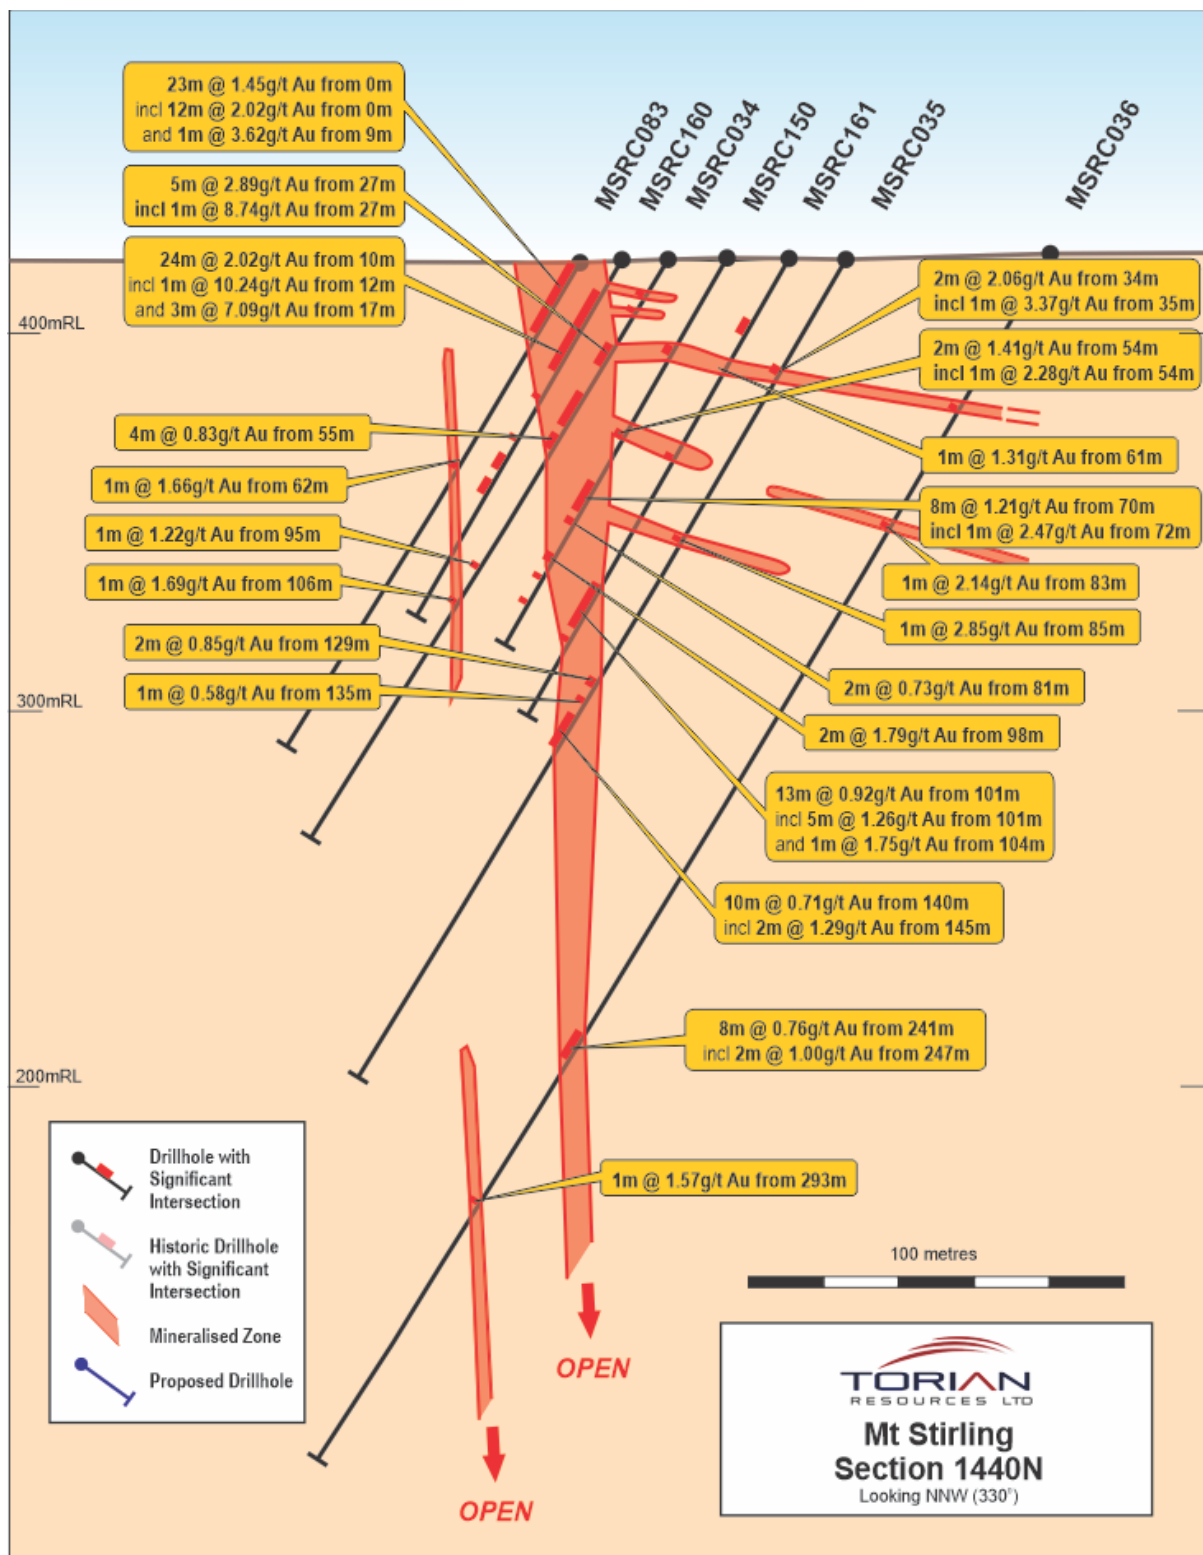 23m @ 1.45g/t Au from 0m
incl 12m @ 2.02g/t Au from 0m
and 1m @ 3.62g/t Au from 9m
5m @ 2.89g/t Au from 27m
incl 1m @ 8.74g/t Au from 27m
24m @ 2.02g/t Au from 10m
incl 1m @ 10.24g/t Au from 12m
and 3m @ 7.09g/t Au from 17m
MSRC083
MSRC160
MSRC034
MSRC150
MSRC161
MSRC035
MSRC036
2m @ 2.06g/t Au from 34m
incl 1m @ 3.37g/t Au from 35m
400mRL
2m @ 1.41g/t Au from 54m
incl 1m @ 2.28g/t Au from 54m
4m @ 0.83g/t Au from 55m
1m @ 1.31g/t Au from 61m
1m @ 1.66g/t Au from 62m
8m @ 1.21g/t Au from 70m
incl 1m @ 2.47g/t Au from 72m
1m @ 1.22g/t Au from 95m
1m @ 2.14g/t Au from 83m
1m @ 1.69g/t Au from 106m
1m @ 2.85g/t Au from 85m
2m @ 0.85g/t Au from 129m
1m @ 0.58g/t Au from 135m
2m @ 0.73g/t Au from 81m
300mRL
2m @ 1.79g/t Au from 98m
13m @ 0.92g/t Au from 101m
incl 5m @ 1.26g/t Au from 101m
and 1m @ 1.75g/t Au from 104m
10m @ 0.71g/t Au from 140m
incl 2m @ 1.29g/t Au from 145m
8m @ 0.76g/t Au from 241m
incl 2m @ 1.00g/t Au from 247m
200mRL
1m @ 1.57g/t Au from 293m
Drillhole with
Significant
Intersection
Historic Drillhole
with Significant
Intersection
Mineralised Zone
Proposed Drillhole
100 metres
OPEN
OPEN
TORIAN
RESOURCES LTD
Mt Stirling
Section 1440N
Looking NNW (330°)